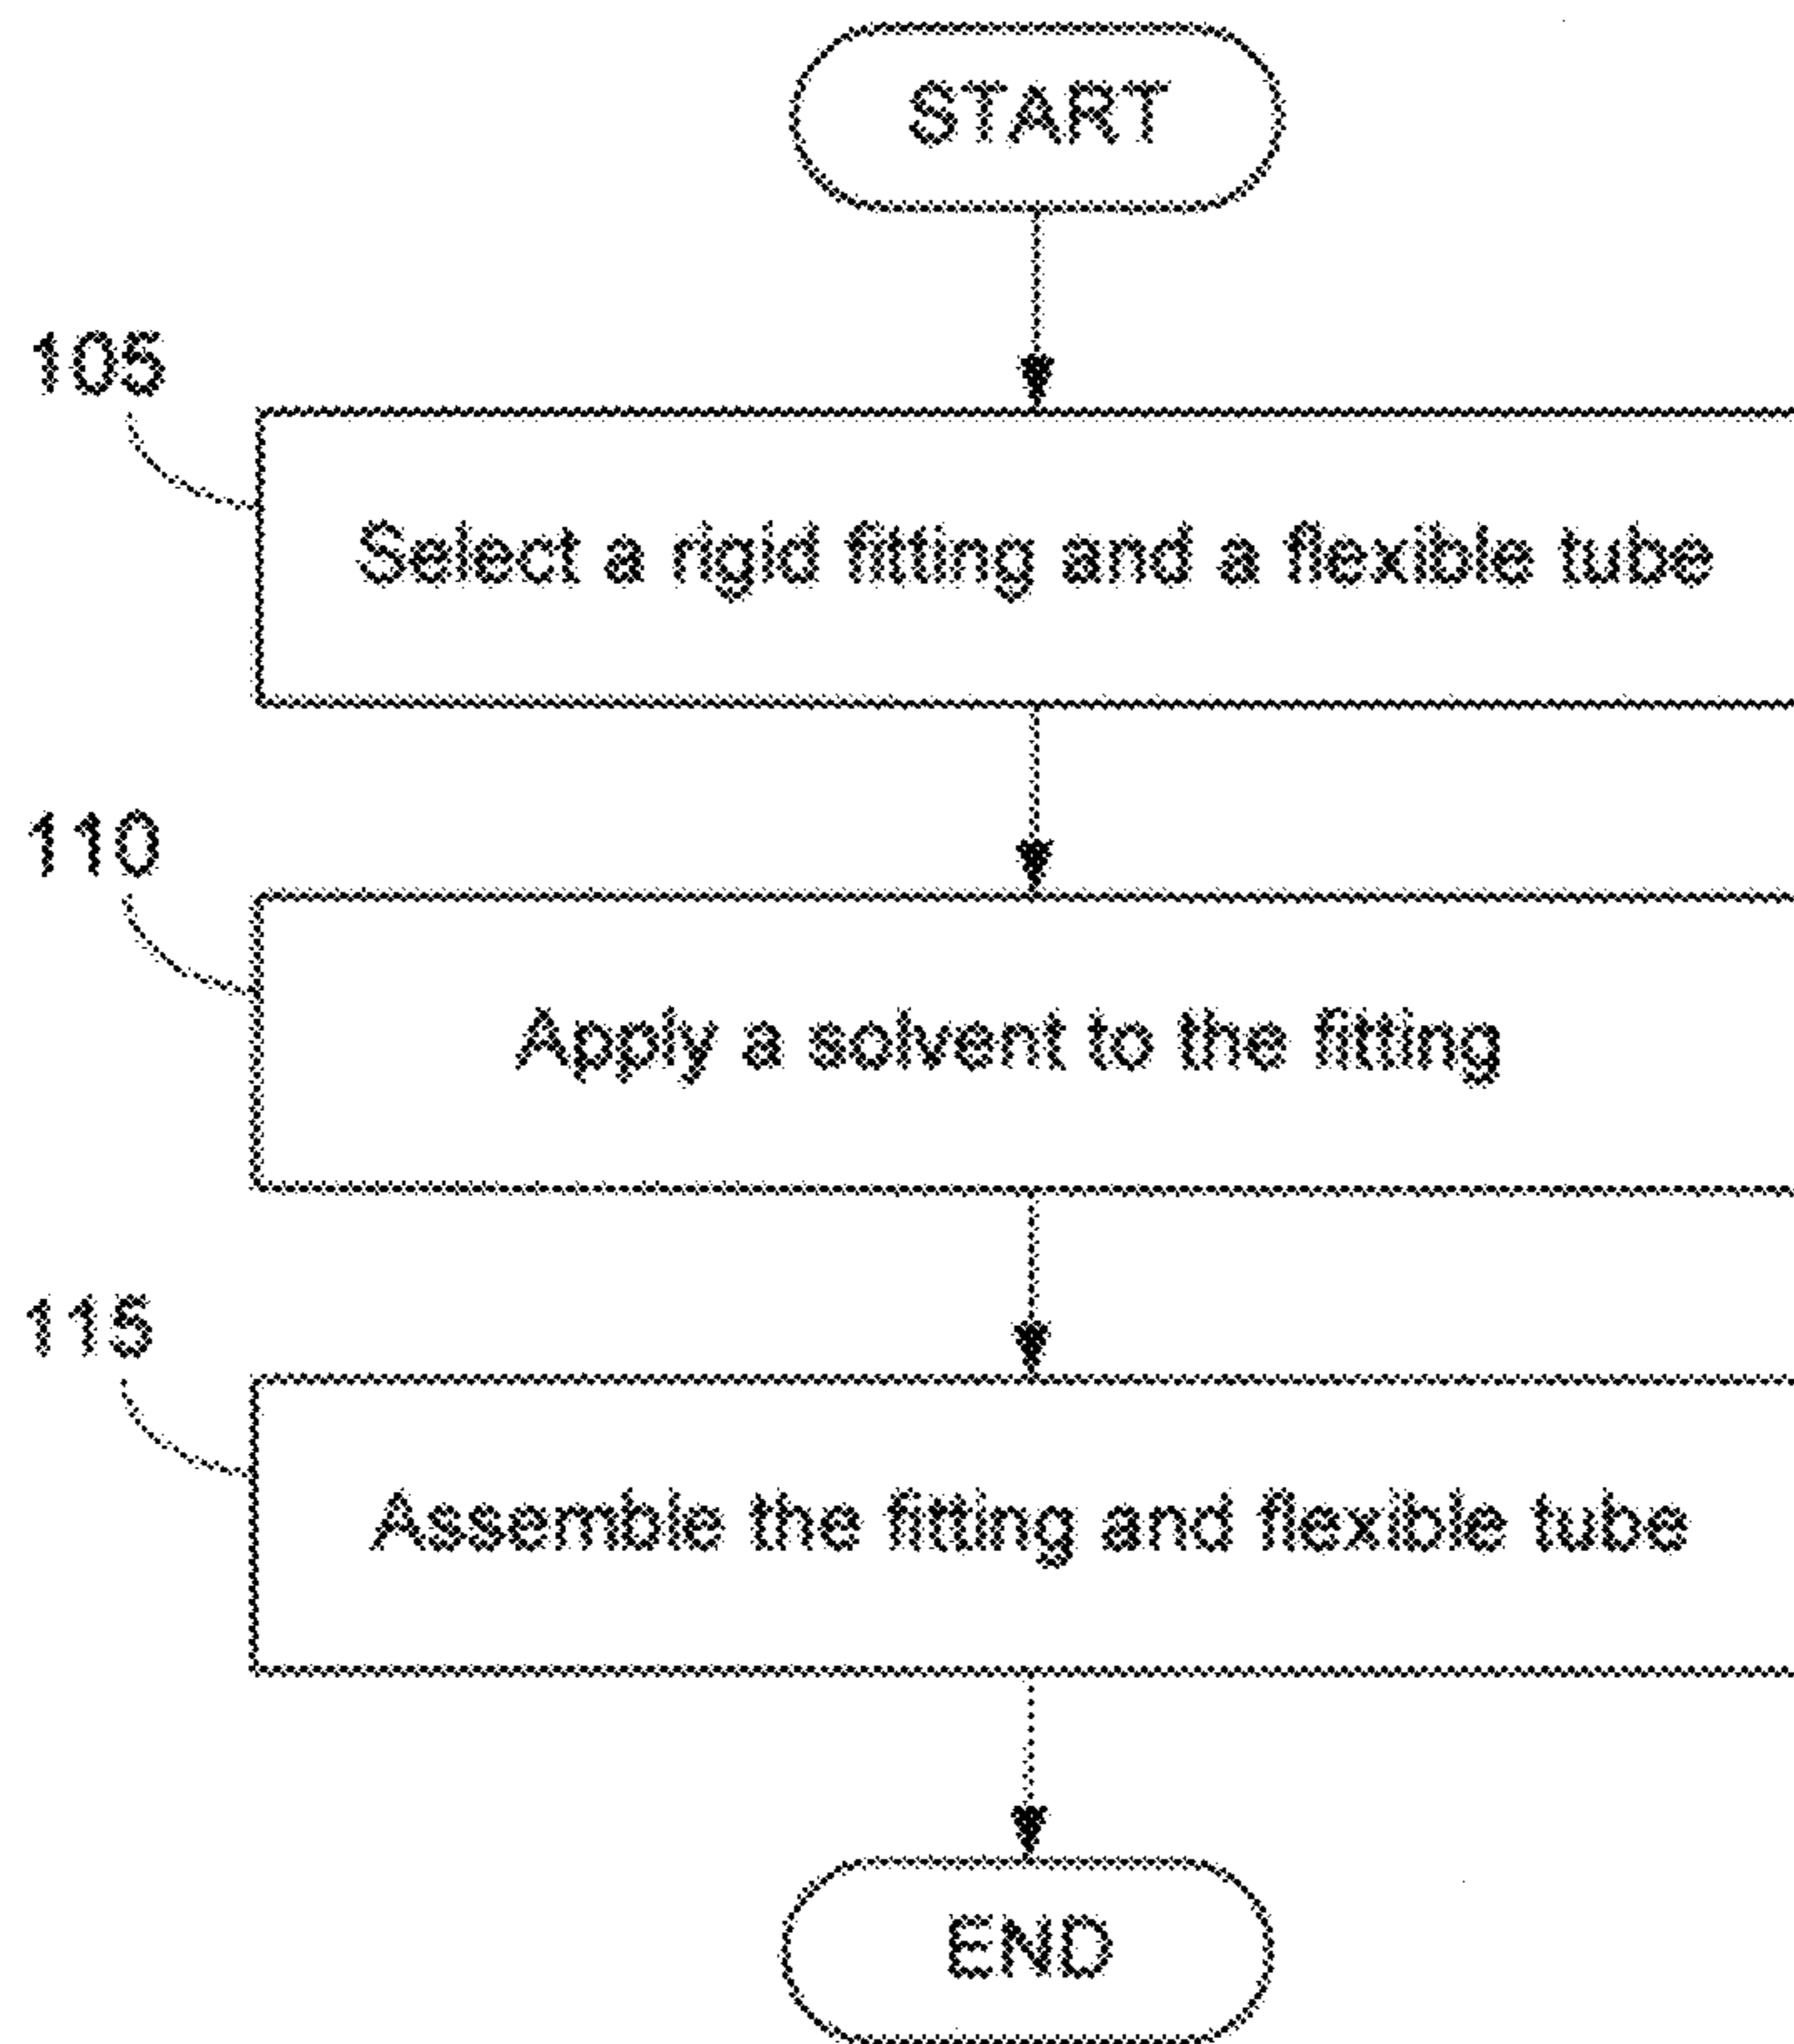 START
105
Select a rigid fitting and a flexible tube
110
Apply a solvent to the fitting
115
Assemble the fitting and flexible tube
END